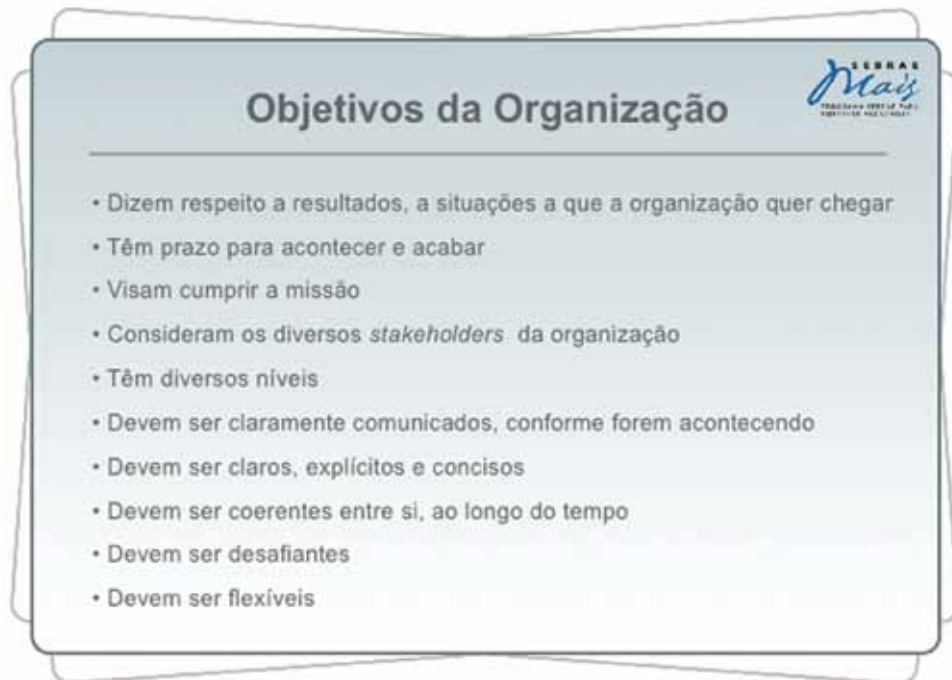 SEBRAE
Mais
Objetivos da Organização
• Dizem respeito a resultados, a situações a que a organização quer chegar
• Têm prazo para acontecer e acabar
• Visam cumprir a missão
• Consideram os diversos stakeholders da organização
• Têm diversos níveis
• Devem ser claramente comunicados, conforme forem acontecendo
• Devem ser claros, explícitos e concisos
• Devem ser coerentes entre si, ao longo do tempo
• Devem ser desafiantes
• Devem ser flexíveis